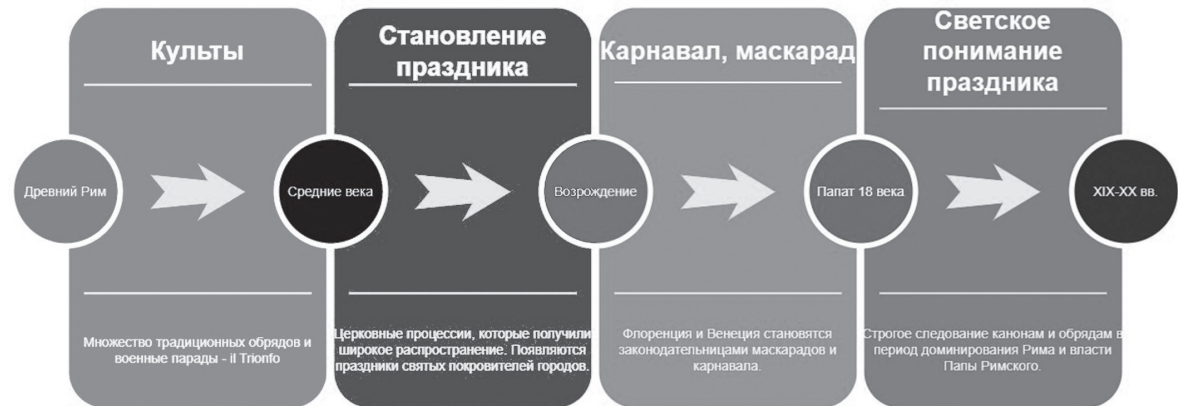 Культы
Становление
праздника
Карнавал, маскарад
Светское
понимание
праздника
Древний Рим
Средние века
Возрождение
Папат 18 века
XIX-XX вв.
Множество традиционных обрядов и
военные парады - il Trionfo
Церковные процессии, которые получили
широкое распространение. Появляются
праздники святых покровителей городов.
Флоренция и Венеция становятся
законодательницами маскарадов и
карнавала.
Строгое следование канонам и обрядам в
период доминирования Рима и власти
Папы Римского.